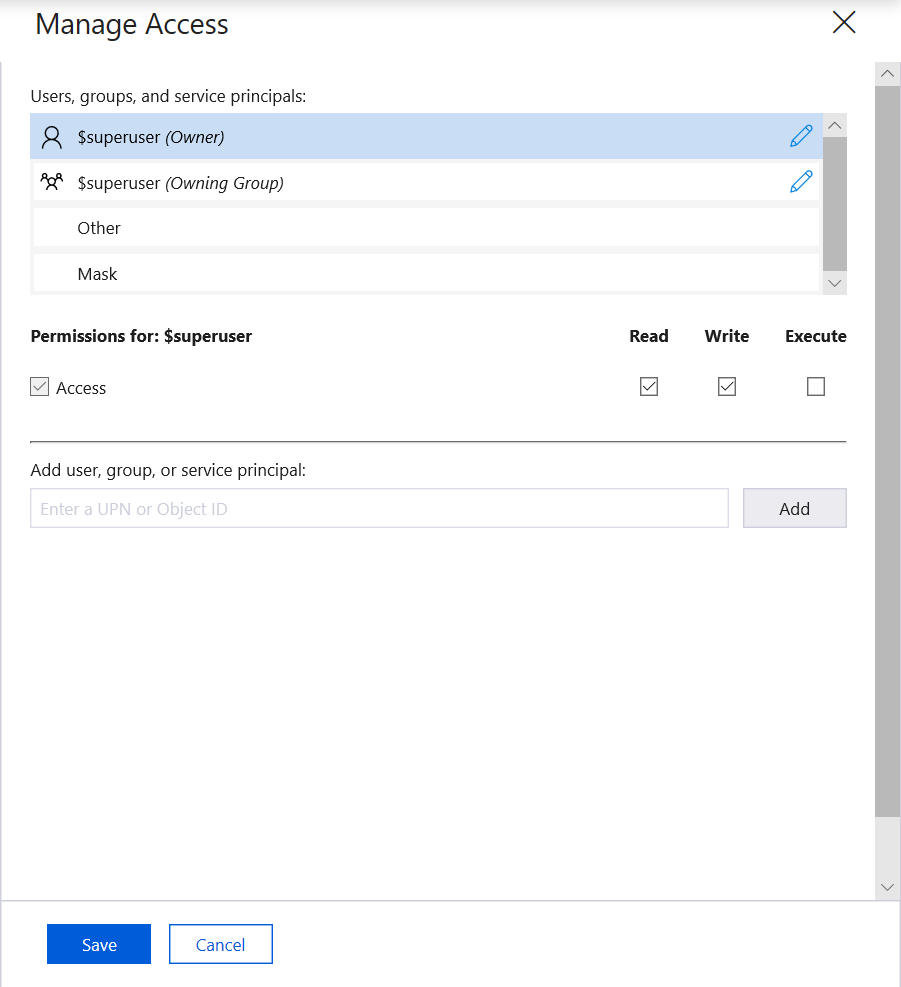 Manage Access
Users, groups, and service principals:
$superuser (Owner)
$superuser (Owning Group)
Other
Mask
Permissions for: $superuser Read Write Execute
Access
Add user, group, or service principal:
Enter a UPN or Object ID Add
Save Cancel